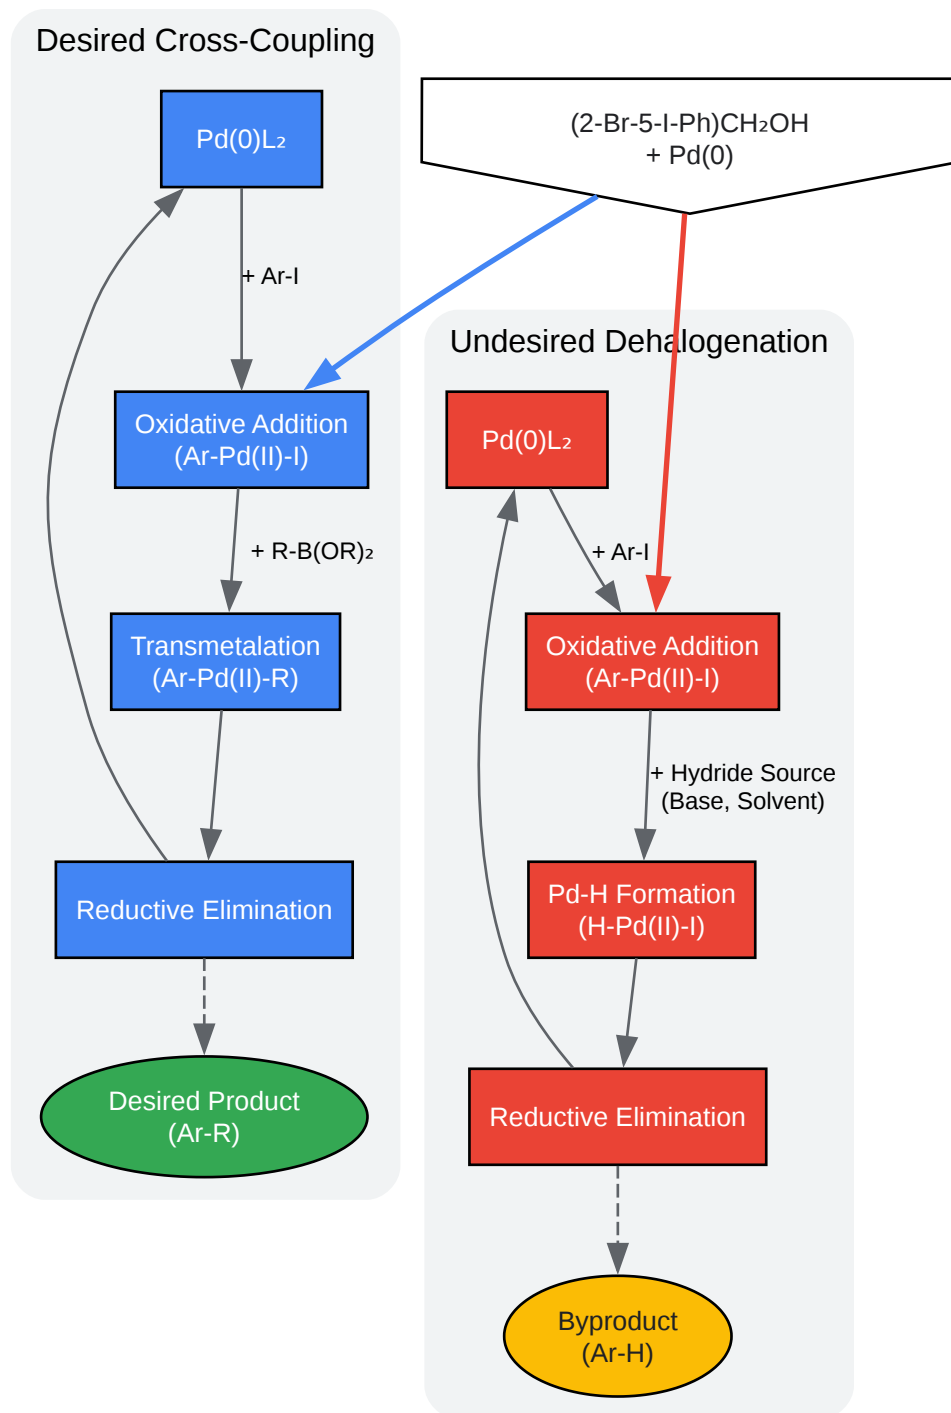 Desired Cross-Coupling
Pd(0)L₂
(2-Br-5-I-Ph)CH₂OH
+ Pd(0)
+ Ar-I
Oxidative Addition
(Ar-Pd(II)-I)
+ R-B(OR)₂
Transmetalation
(Ar-Pd(II)-R)
Reductive Elimination
Desired Product
(Ar-R)
Undesired Dehalogenation
Pd(0)L₂
+ Ar-I
Oxidative Addition
(Ar-Pd(II)-I)
+ Hydride Source
(Base, Solvent)
Pd-H Formation
(H-Pd(II)-I)
Reductive Elimination
Byproduct
(Ar-H)